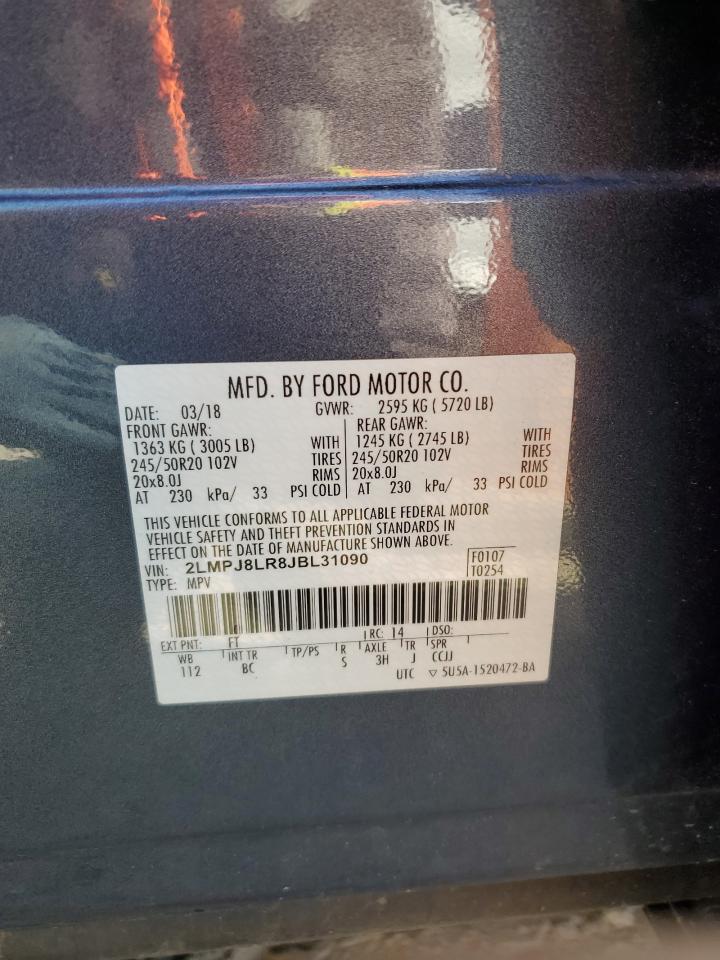 MFD. BY FORD MOTOR CO.
DATE: 03/18 GVWR: 2595 KG ( 5720 LB)
FRONT GAWR: REAR GAWR:
1363 KG ( 3005 LB) WITH 1245 KG ( 2745 LB) WITH
245/50R20 102V TIRES 245/50R20 102V TIRES
20x8.0J RIMS 20x8.0J RIMS
AT 230 kPa/ 33 PSI COLD AT 230 kPa/ 33 PSI COLD
THIS VEHICLE CONFORMS TO ALL APPLICABLE FEDERAL MOTOR
VEHICLE SAFETY AND THEFT PREVENTION STANDARDS IN
EFFECT ON THE DATE OF MANUFACTURE SHOWN ABOVE.
VIN: 2LMPJ8LR8JBL31090 F0107
TYPE: MPV T0254
EXT PNT: FT RC: 14 DSO:
WB INT TR TP/PS R AXLE TR SPR
112 BC S 3H J CCJJ
UTC ▽ 5U5A-1520472-BA